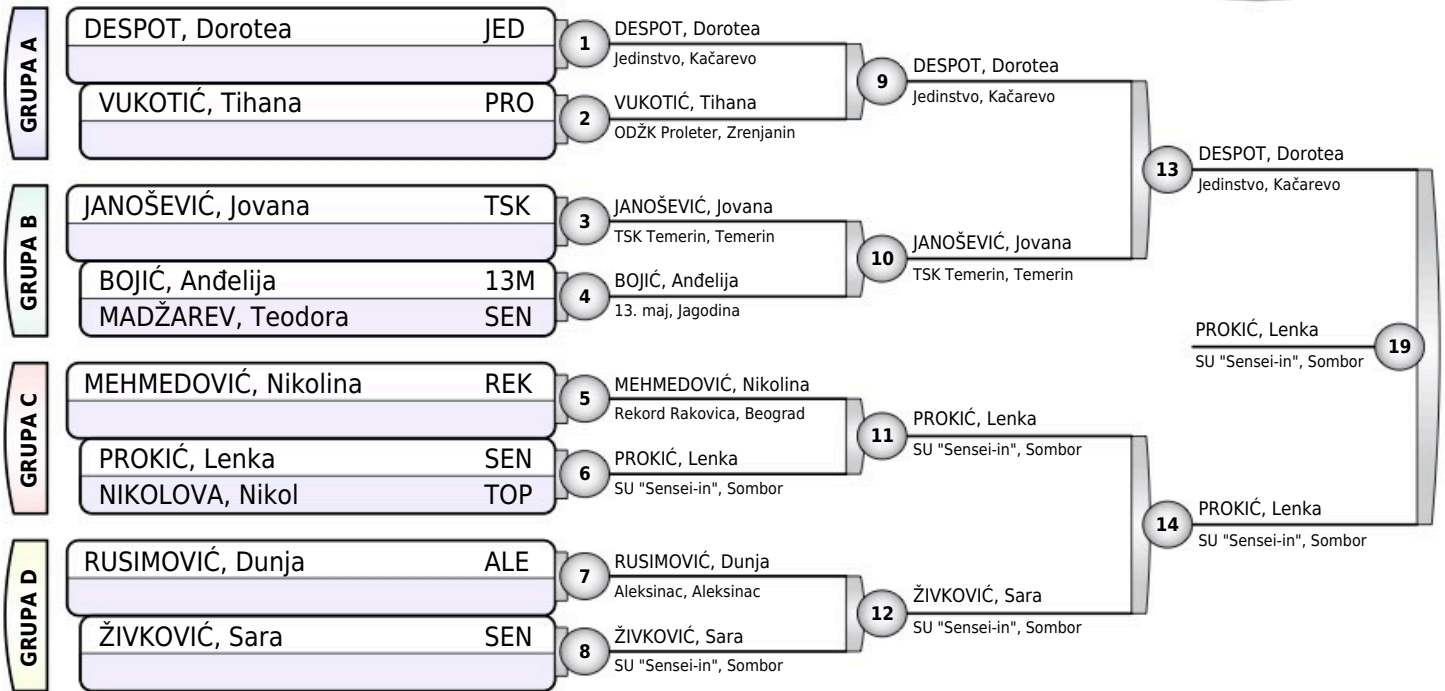 GRUPA A
DESPOT, Dorotea JED
VUKOTIĆ, Tihana PRO
GRUPA B
JANOŠEVIĆ, Jovana TSK
BOJIĆ, Anđelija 13M
MADŽAREV, Teodora SEN
GRUPA C
MEHMEDOVIĆ, Nikolina REK
PROKIĆ, Lenka SEN
NIKOLOVA, Nikol TOP
GRUPA D
RUSIMOVIĆ, Dunja ALE
ŽIVKOVIĆ, Sara SEN
1
DESPOT, Dorotea
Jedinstvo, Kačarevo
2
VUKOTIĆ, Tihana
ODŽK Proleter, Zrenjanin
3
JANOŠEVIĆ, Jovana
TSK Temerin, Temerin
4
BOJIĆ, Anđelija
13. maj, Jagodina
5
MEHMEDOVIĆ, Nikolina
Rekord Rakovica, Beograd
6
PROKIĆ, Lenka
SU "Sensei-in", Sombor
7
RUSIMOVIĆ, Dunja
Aleksinac, Aleksinac
8
ŽIVKOVIĆ, Sara
SU "Sensei-in", Sombor
9
DESPOT, Dorotea
Jedinstvo, Kačarevo
10
JANOŠEVIĆ, Jovana
TSK Temerin, Temerin
11
PROKIĆ, Lenka
SU "Sensei-in", Sombor
12
ŽIVKOVIĆ, Sara
SU "Sensei-in", Sombor
13
DESPOT, Dorotea
Jedinstvo, Kačarevo
14
PROKIĆ, Lenka
SU "Sensei-in", Sombor
PROKIĆ, Lenka
SU "Sensei-in", Sombor
19